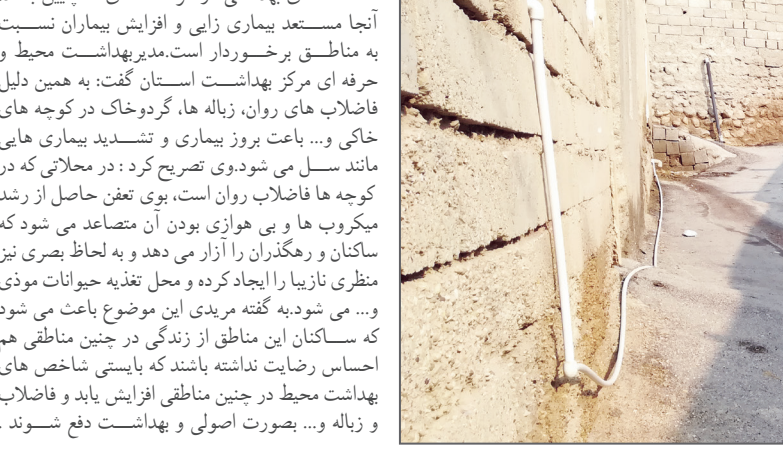 آنجا مستعد بیماری زایی و افزایش بیماران نسبت
به مناطق برخوردار است.مدیربهداشت محیط و
حرفه ای مرکز بهداشت استان گفت: به همین دلیل
فاضلاب های روان، زباله ها، گردوخاک در کوچه های
خاکی و... باعت بروز بیماری و تشدید بیماری هایی
مانند سل می شود.وی تصریح کرد : در محلاتی که در
کوچه ها فاضلاب روان است، بوی تعفن حاصل از رشد
میکروب ها و بی هوازی بودن آن متصاعد می شود که
ساکنان و رهگذران را آزار می دهد و به لحاظ بصری نیز
منظری نازیبا را ایجاد کرده و محل تغذیه حیوانات موذی
و... می شود.به گفته مریدی این موضوع باعث می شود
که ساکنان این مناطق از زندگی در چنین مناطقی هم
احساس رضایت نداشته باشند که بایستی شاخص های
بهداشت محیط در چنین مناطقی افزایش یابد و فاضلاب
و زباله و... بصورت اصولی و بهداشت دفع شوند .